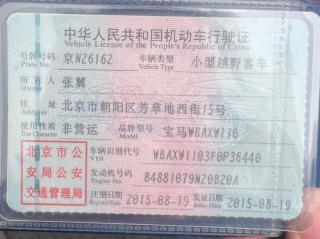 中华人民共和国机动车行驶证
Vehicle License of the People's Republic of China
号牌号码 京N26162 车辆类型 小型越野客车
Plate No. Vehicle Type
所有人 张翼
Owner
住址 北京市朝阳区芳草地西街15号
Address
使用性质 非营运 品牌型号 宝马WBAXW110
Use Character Model
北京市公安局公安交通管理局
车辆识别代号 WBAXW1103F0P36440
VIN
发动机号码 B4881079N20B20A
Engine No.
注册日期 2015-08-19 发证日期 2015-08-19
Register Date Issue Date